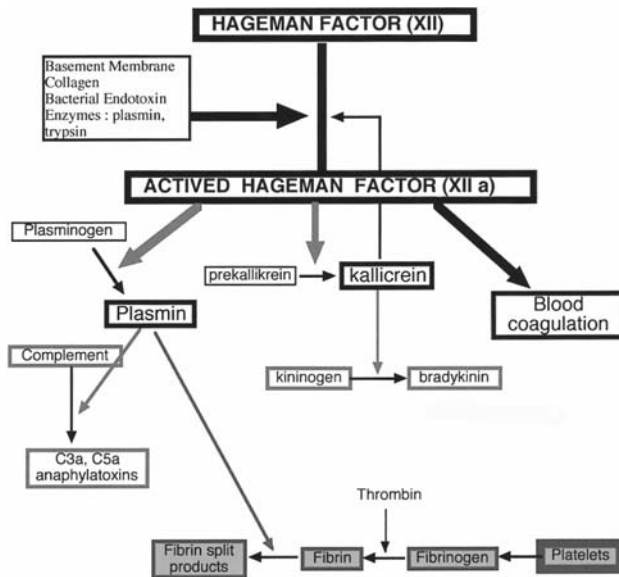 HAGEMAN FACTOR (XII)
Basement Membrane
Collagen
Bacterial Endotoxin
Enzymes : plasmin,
trypsin
ACTIVED HAGEMAN FACTOR (XII a)
Plasminogen
prekallikrein
kallicrein
Plasmin
Blood
coagulation
Complement
kininogen
bradykinin
C3a, C5a
anaphylatoxins
Thrombin
Fibrin split
products
Fibrin
Fibrinogen
Platelets